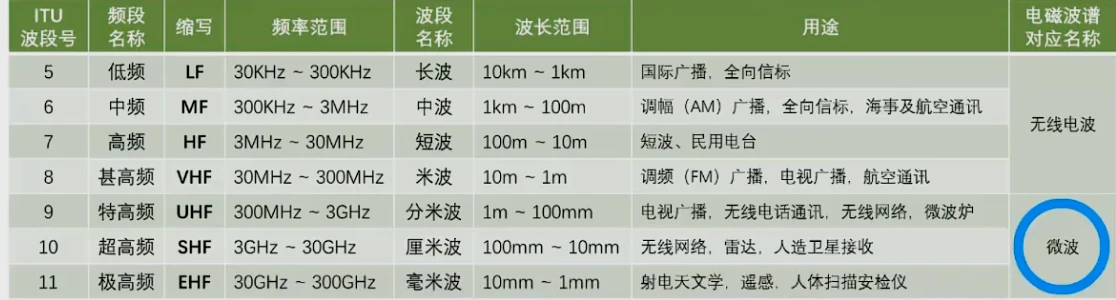 ITU 波段号 频段名称 缩写 频率范围 波段名称 波长范围 用途 电磁波谱对应名称
5 低频 LF 30KHz ~ 300KHz 长波 10km ~ 1km 国际广播，全向信标
6 中频 MF 300KHz ~ 3MHz 中波 1km ~ 100m 调幅（AM）广播，全向信标，海事及航空通讯
7 高频 HF 3MHz ~ 30MHz 短波 100m ~ 10m 短波、民用电台
无线电波
8 甚高频 VHF 30MHz ~ 300MHz 米波 10m ~ 1m 调频（FM）广播，电视广播，航空通讯
9 特高频 UHF 300MHz ~ 3GHz 分米波 1m ~ 100mm 电视广播，无线电话通讯，无线网络，微波炉
10 超高频 SHF 3GHz ~ 30GHz 厘米波 100mm ~ 10mm 无线网络，雷达，人造卫星接收 微波
11 极高频 EHF 30GHz ~ 300GHz 毫米波 10mm ~ 1mm 射电天文学，遥感，人体扫描安检仪